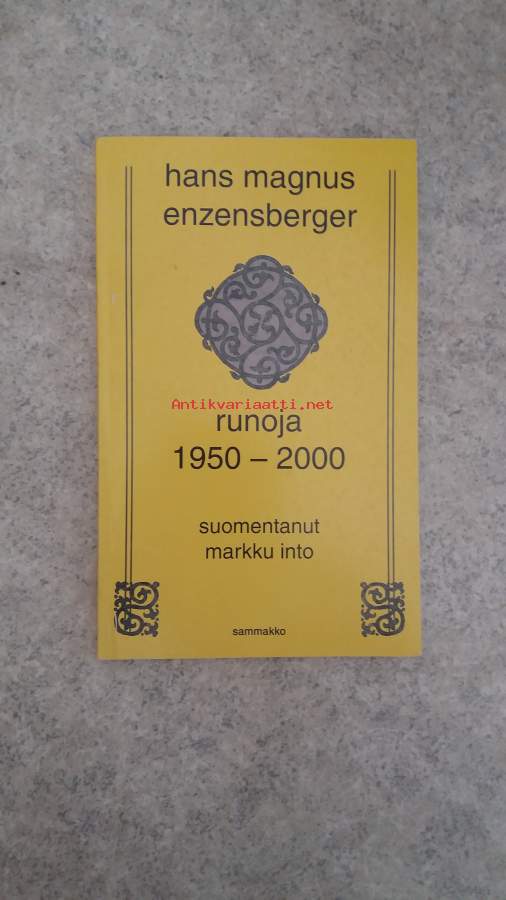 hans magnus
enzensberger
Antikvariaatti.net
runoja
1950 – 2000
suomentanut
markku into
sammakko